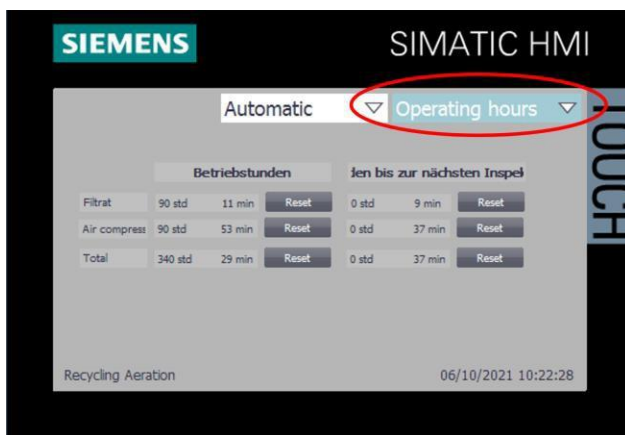 SIEMENS SIMATIC HMI
TOUCH
Automatic Operating hours
Betriebstunden den bis zur nächsten Inspek
Filtrat 90 std 11 min Reset 0 std 9 min Reset
Air compress 90 std 53 min Reset 0 std 37 min Reset
Total 340 std 29 min Reset 0 std 37 min Reset
Recycling Aeration 06/10/2021 10:22:28